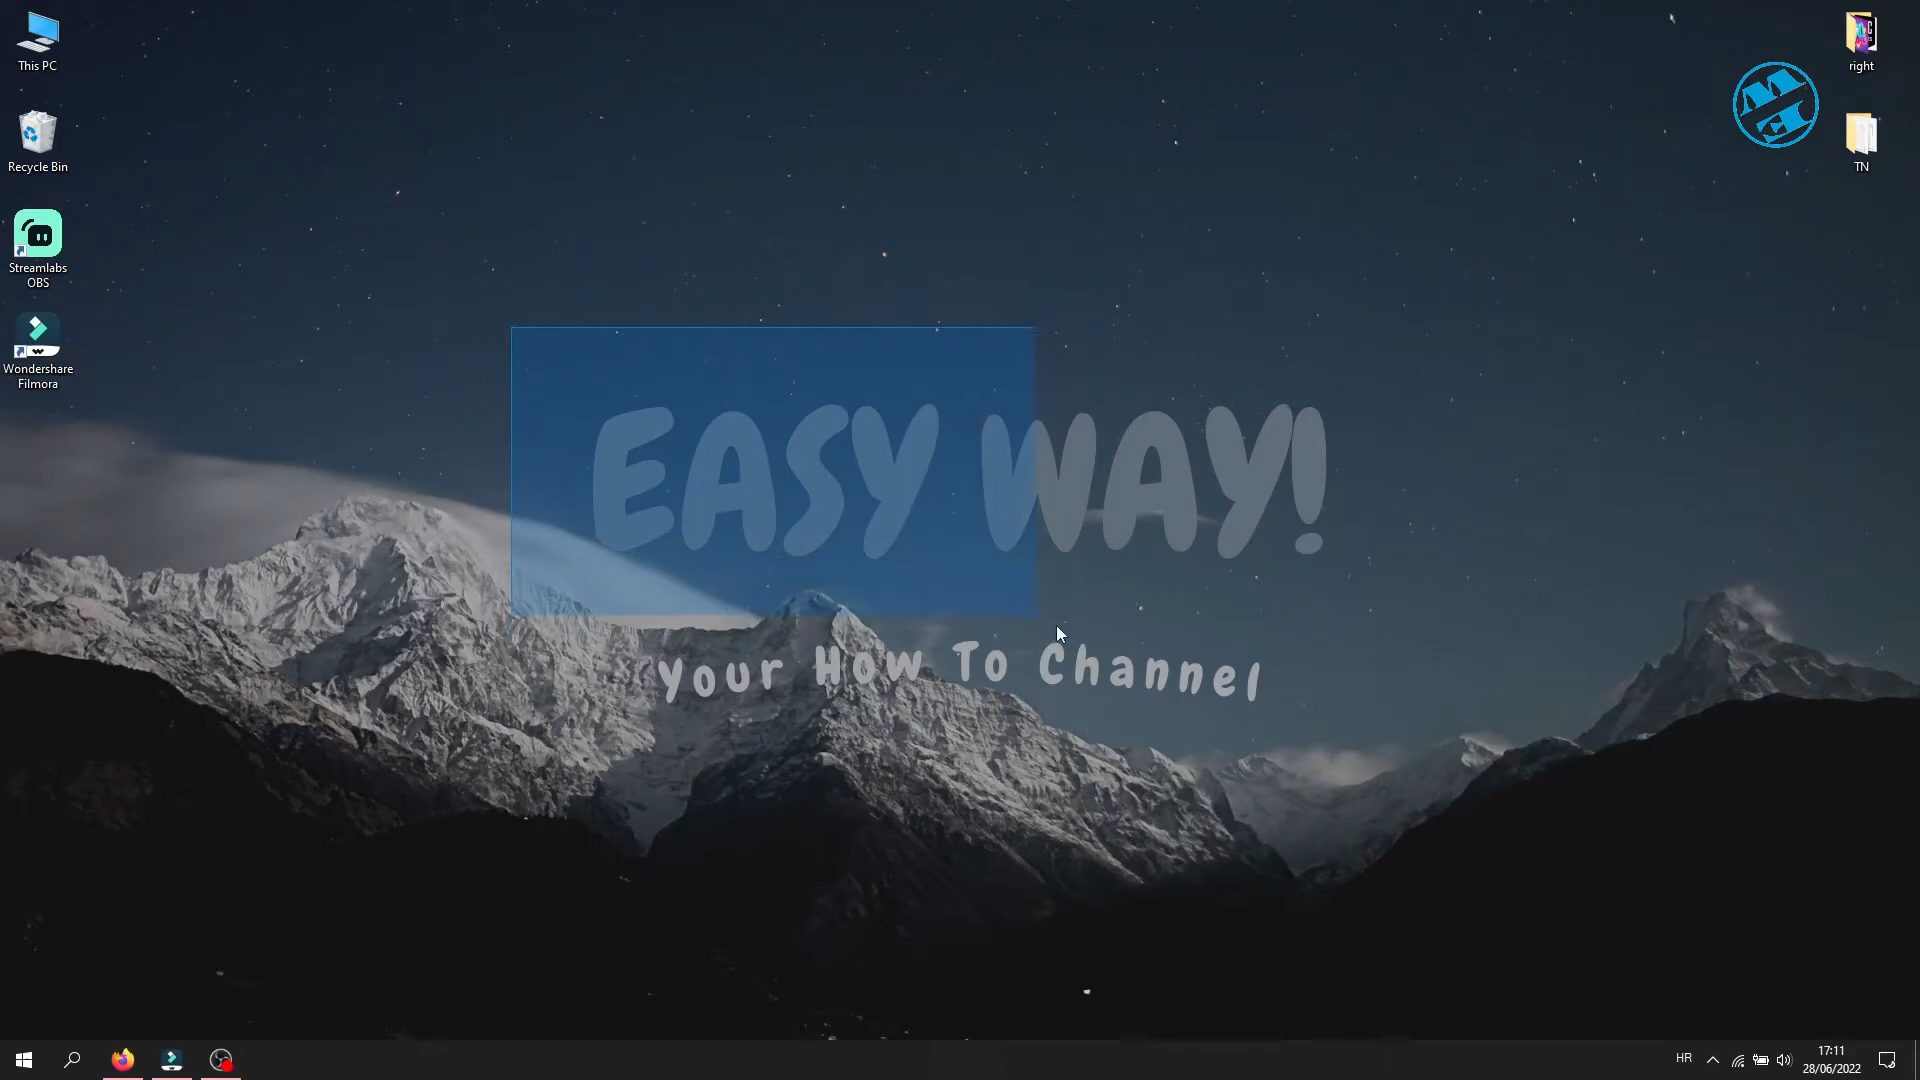 This PC
Recycle Bin
Streamlabs
OBS
Wondershare
Filmora
right
TN
EASY WAY!
Your How To Channel
HR
17:11
28/06/2022